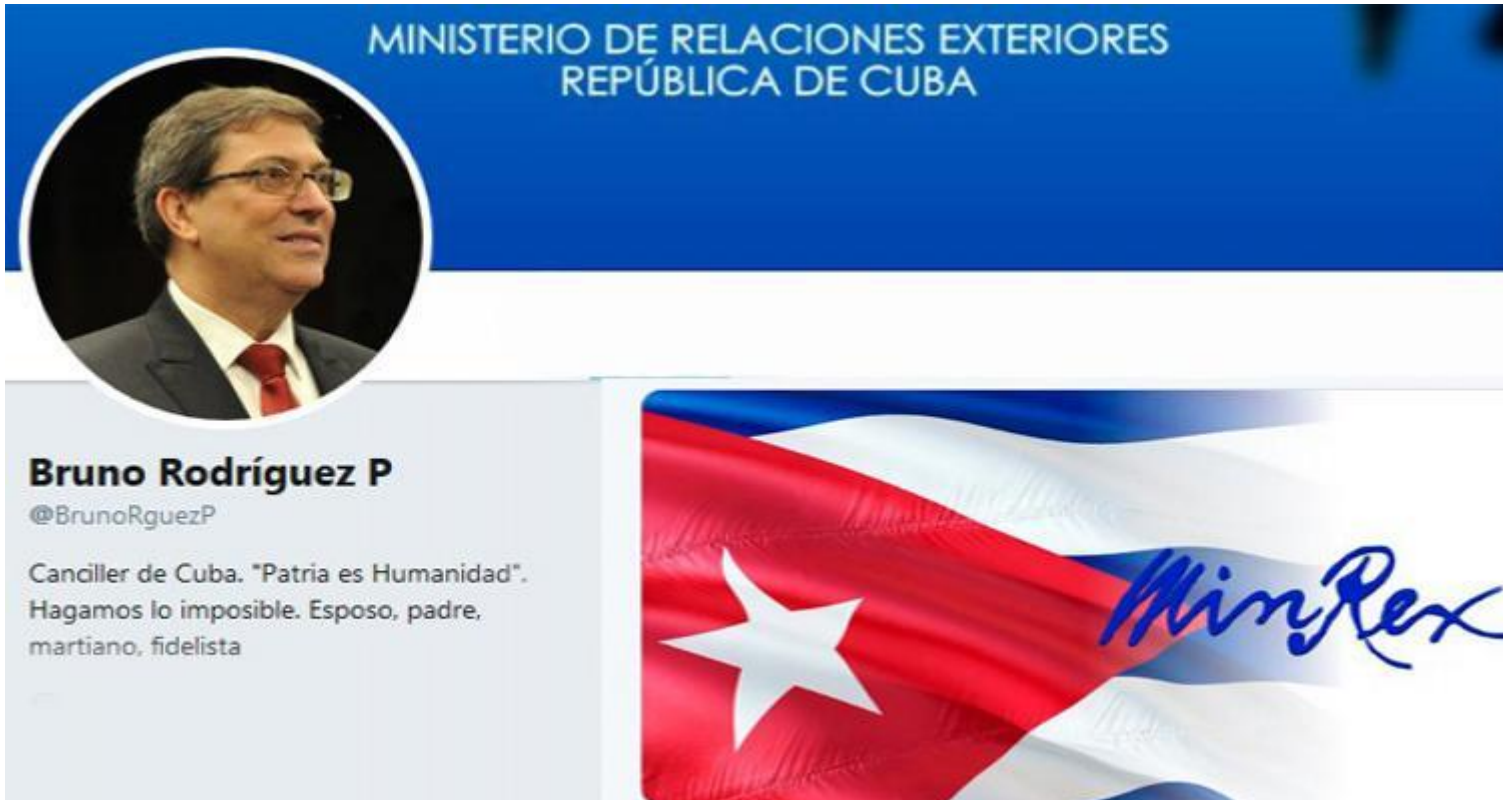 MINISTERIO DE RELACIONES EXTERIORES
REPÚBLICA DE CUBA
Bruno Rodríguez P
@BrunoRguezP
Canciller de Cuba. "Patria es Humanidad".
Hagamos lo imposible. Esposo, padre,
martiano, fidelista
MinRex